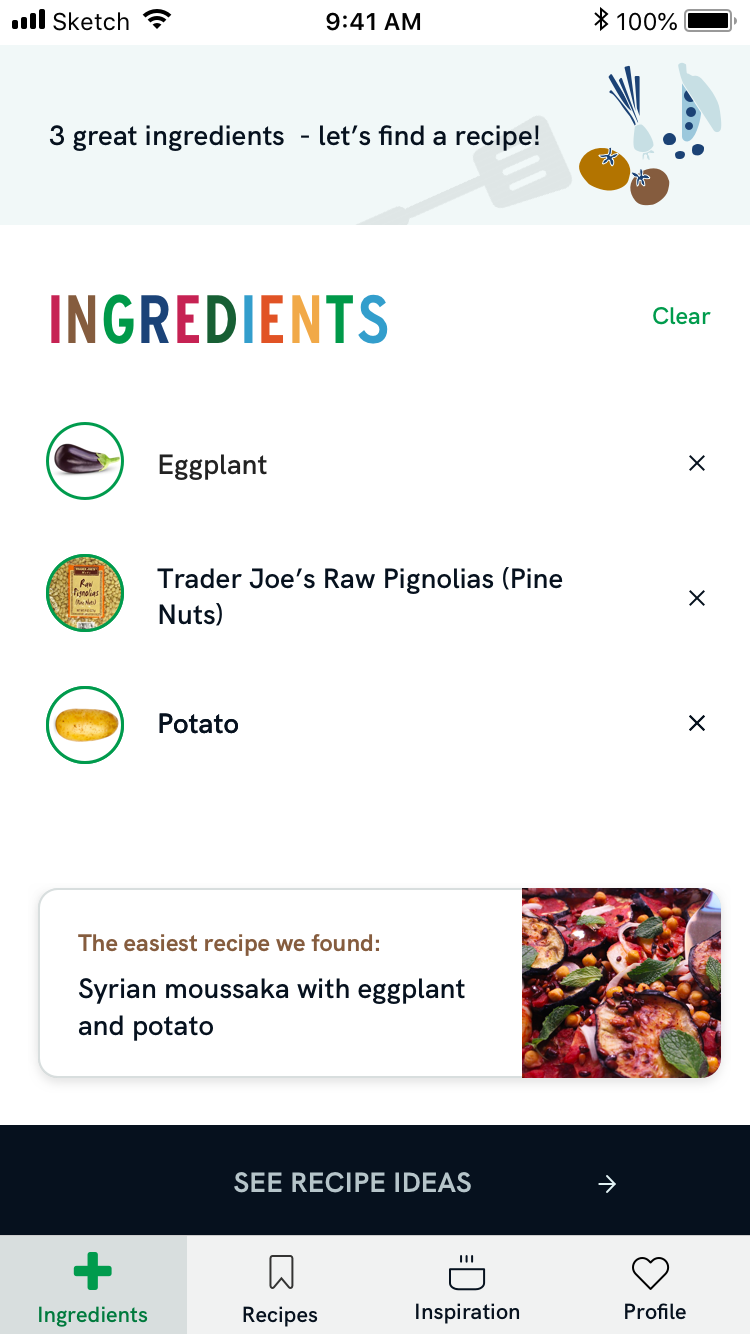 Sketch 9:41 AM 100%
3 great ingredients - let’s find a recipe!
INGREDIENTS
Clear
Eggplant
Raw
Pignolias
(Pine Nuts)
Trader Joe’s Raw Pignolias (Pine
Nuts)
Potato
The easiest recipe we found:
Syrian moussaka with eggplant
and potato
SEE RECIPE IDEAS
Ingredients Recipes Inspiration Profile